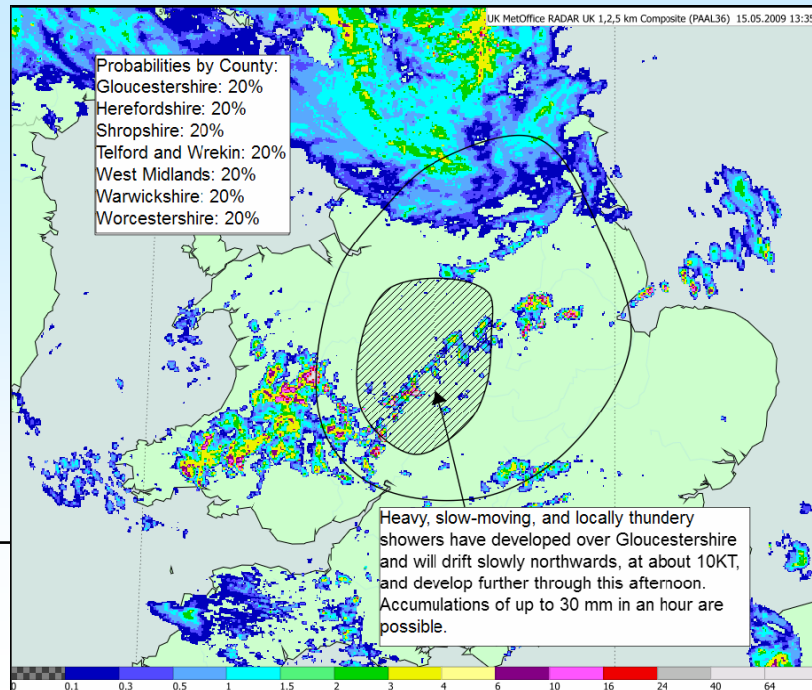 UK MetOffice RADAR UK 1,2,5 km Composite (PAAL36) 15.05.2009 13:35
Probabilities by County:
Gloucestershire: 20%
Herefordshire: 20%
Shropshire: 20%
Telford and Wrekin: 20%
West Midlands: 20%
Warwickshire: 20%
Worcestershire: 20%
Heavy, slow-moving, and locally thundery
showers have developed over Gloucestershire
and will drift slowly northwards, at about 10KT,
and develop further through this afternoon.
Accumulations of up to 30 mm in an hour are
possible.
0 0.1 0.3 0.5 1 1.5 2 3 4 6 10 16 24 40 64